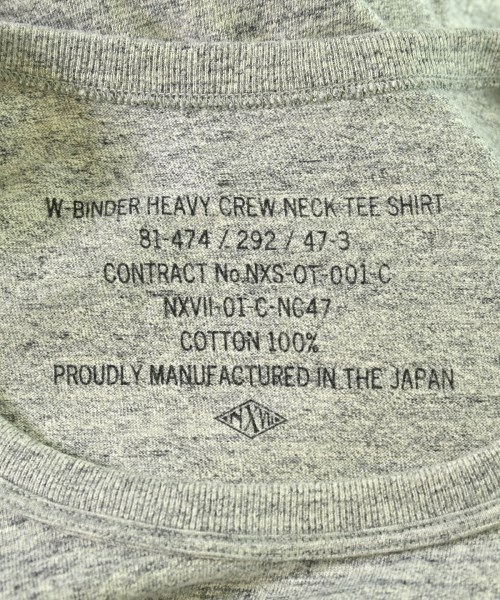 W-BINDER HEAVY CREW NECK TEE SHIRT
81-474 / 292 / 47-3
CONTRACT No.NXS-OT-001-C
NXVII-01-C-NC47
COTTON 100%
PROUDLY MANUFACTURED IN THE JAPAN
NXVII.